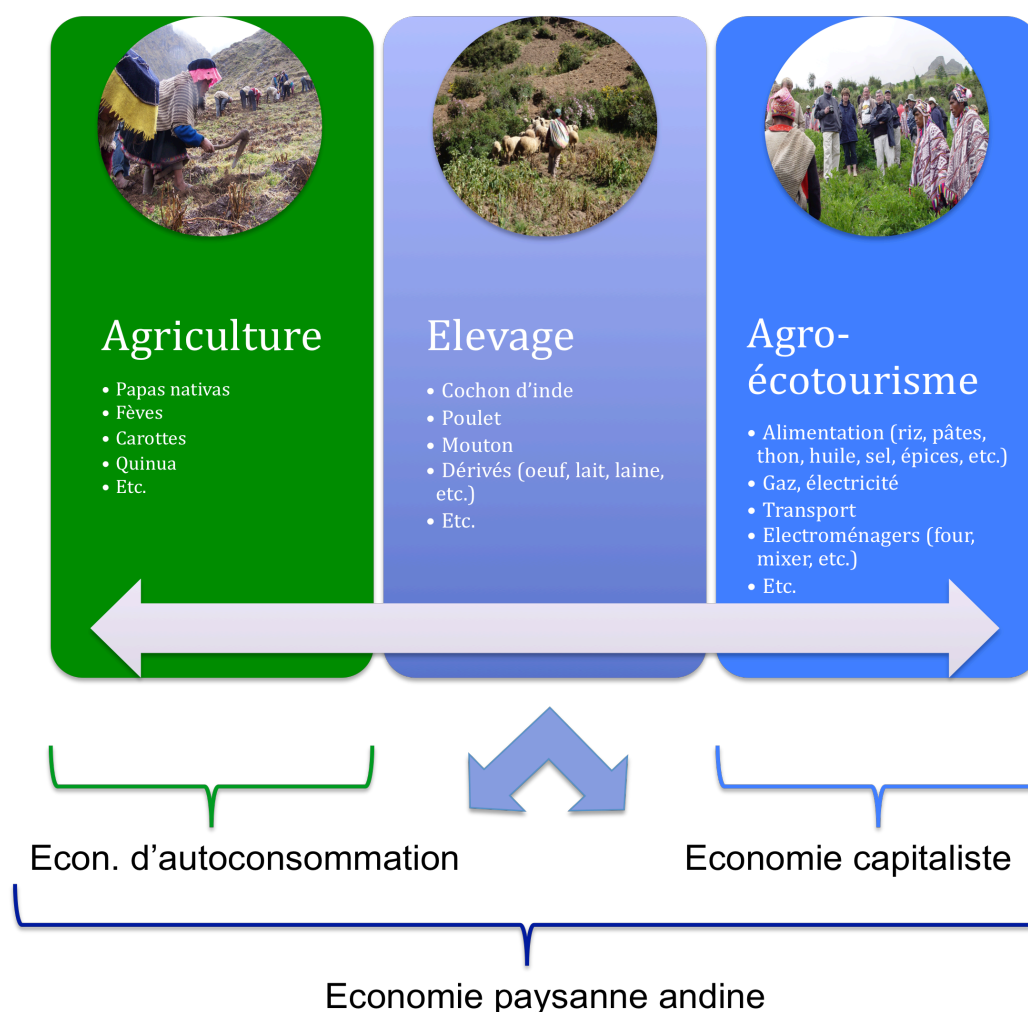 Agriculture
• Papas nativas
• Fèves
• Carottes
• Quinua
• Etc.
Elevage
• Cochon d'inde
• Poulet
• Mouton
• Dérivés (oeuf, lait, laine,
etc.)
• Etc.
Agro-
écotourisme
• Alimentation (riz, pâtes,
thon, huile, sel, épices, etc.)
• Gaz, électricité
• Transport
• Electroménagers (four,
mixer, etc.)
• Etc.
Econ. d'autoconsommation
Economie capitaliste
Economie paysanne andine